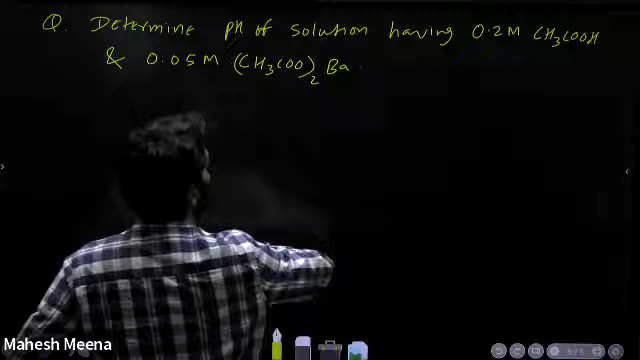 Q. Determine pH of solution having 0.2M CH3COOH
& 0.05M (CH3COO)2 Ba
Mahesh Meena